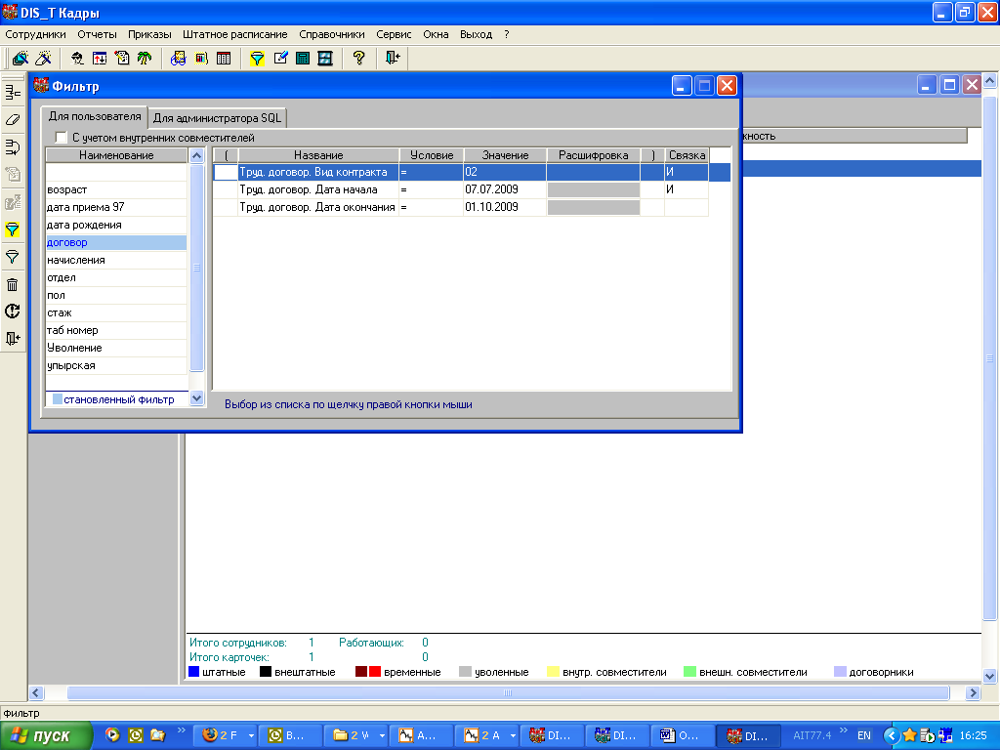 DIS_T Кадры
Сотрудники Отчеты Приказы Штатное расписание Справочники Сервис Окна Выход ?
Фильтр
Для пользователя Для администратора SQL
С учетом внутренних совместителей
жность
Наименование ( Название Условие Значение Расшифровка ) Связка
Труд. договор. Вид контракта = 02 И
возраст Труд. договор. Дата начала = 07.07.2009 И
дата приема 97 Труд. договор. Дата окончания = 01.10.2009
дата рождения
договор
начисления
отдел
пол
стаж
таб номер
Уволнение
упырская
становленный фильтр
Выбор из списка по щелчку правой кнопки мыши
Итого сотрудников: 1 Работающих: 0
Итого карточек: 1 0
штатные внештатные временные уволенные внутр. совместители внешн. совместители договорники
Фильтр
пуск 2 F В... 2 А... 2 А DI... DI... О... DI... AIT77.4 » EN 16:25